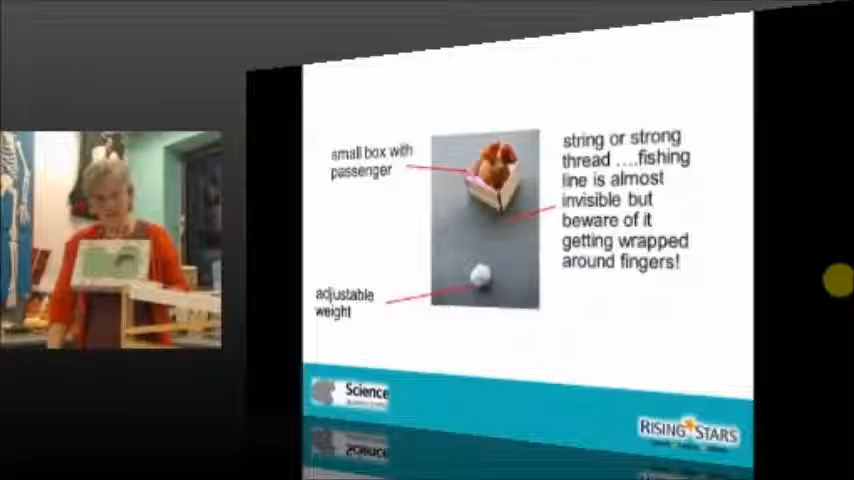 small box with
passenger
string or strong
thread ....fishing
line is almost
invisible but
beware of it
getting wrapped
around fingers!
adjustable
weight
Science
RISING STARS